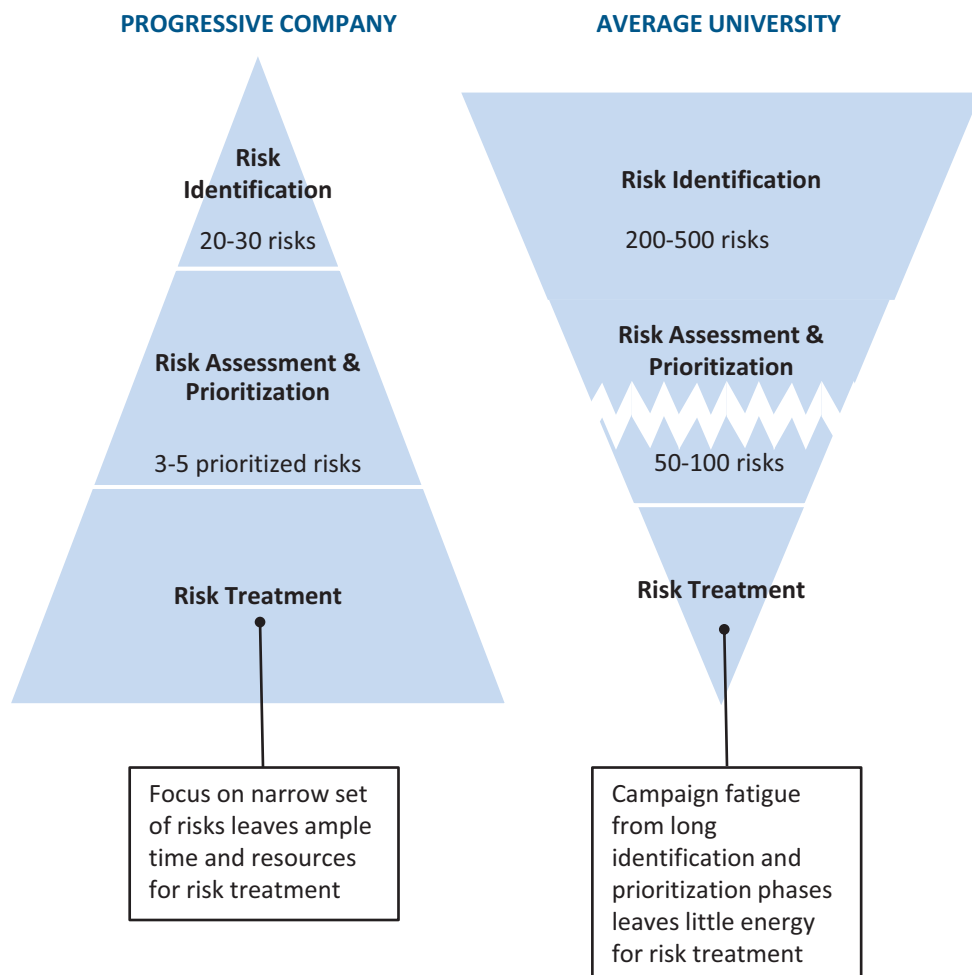 PROGRESSIVE COMPANY
Risk
Identification
20-30 risks
Risk Assessment &
Prioritization
3-5 prioritized risks
Risk Treatment
Focus on narrow set
of risks leaves ample
time and resources
for risk treatment
AVERAGE UNIVERSITY
Risk Identification
200-500 risks
Risk Assessment &
Prioritization
50-100 risks
Risk Treatment
Campaign fatigue
from long
identification and
prioritization phases
leaves little energy
for risk treatment